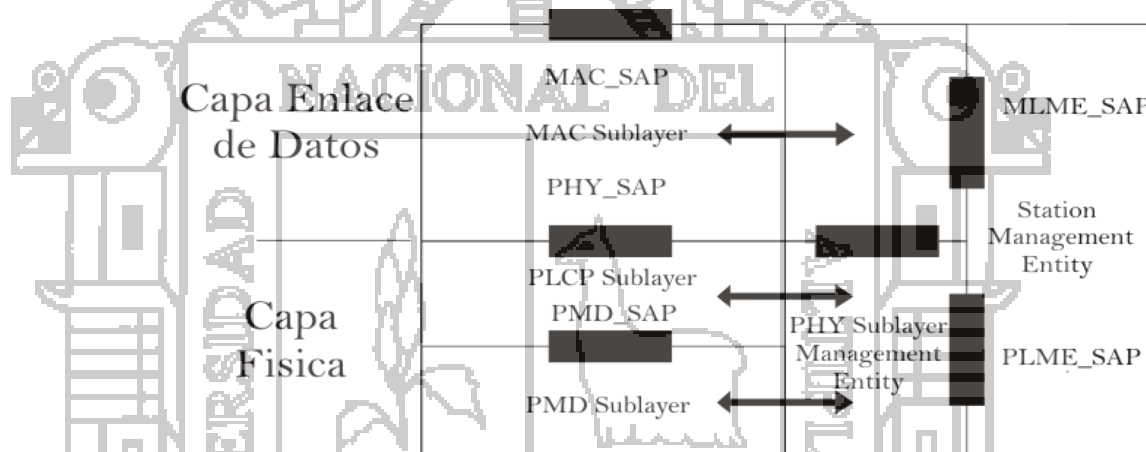 MAC_SAP
NACIONAL DEL
Capa Enlace
de Datos
MAC Sublayer
MLME_SAP
PHY_SAP
Station
Management
Entity
PLCP Sublayer
PMD_SAP
Capa
Fisica
PHY Sublayer
Management
Entity
PLME_SAP
PMD Sublayer
ERSIDAD